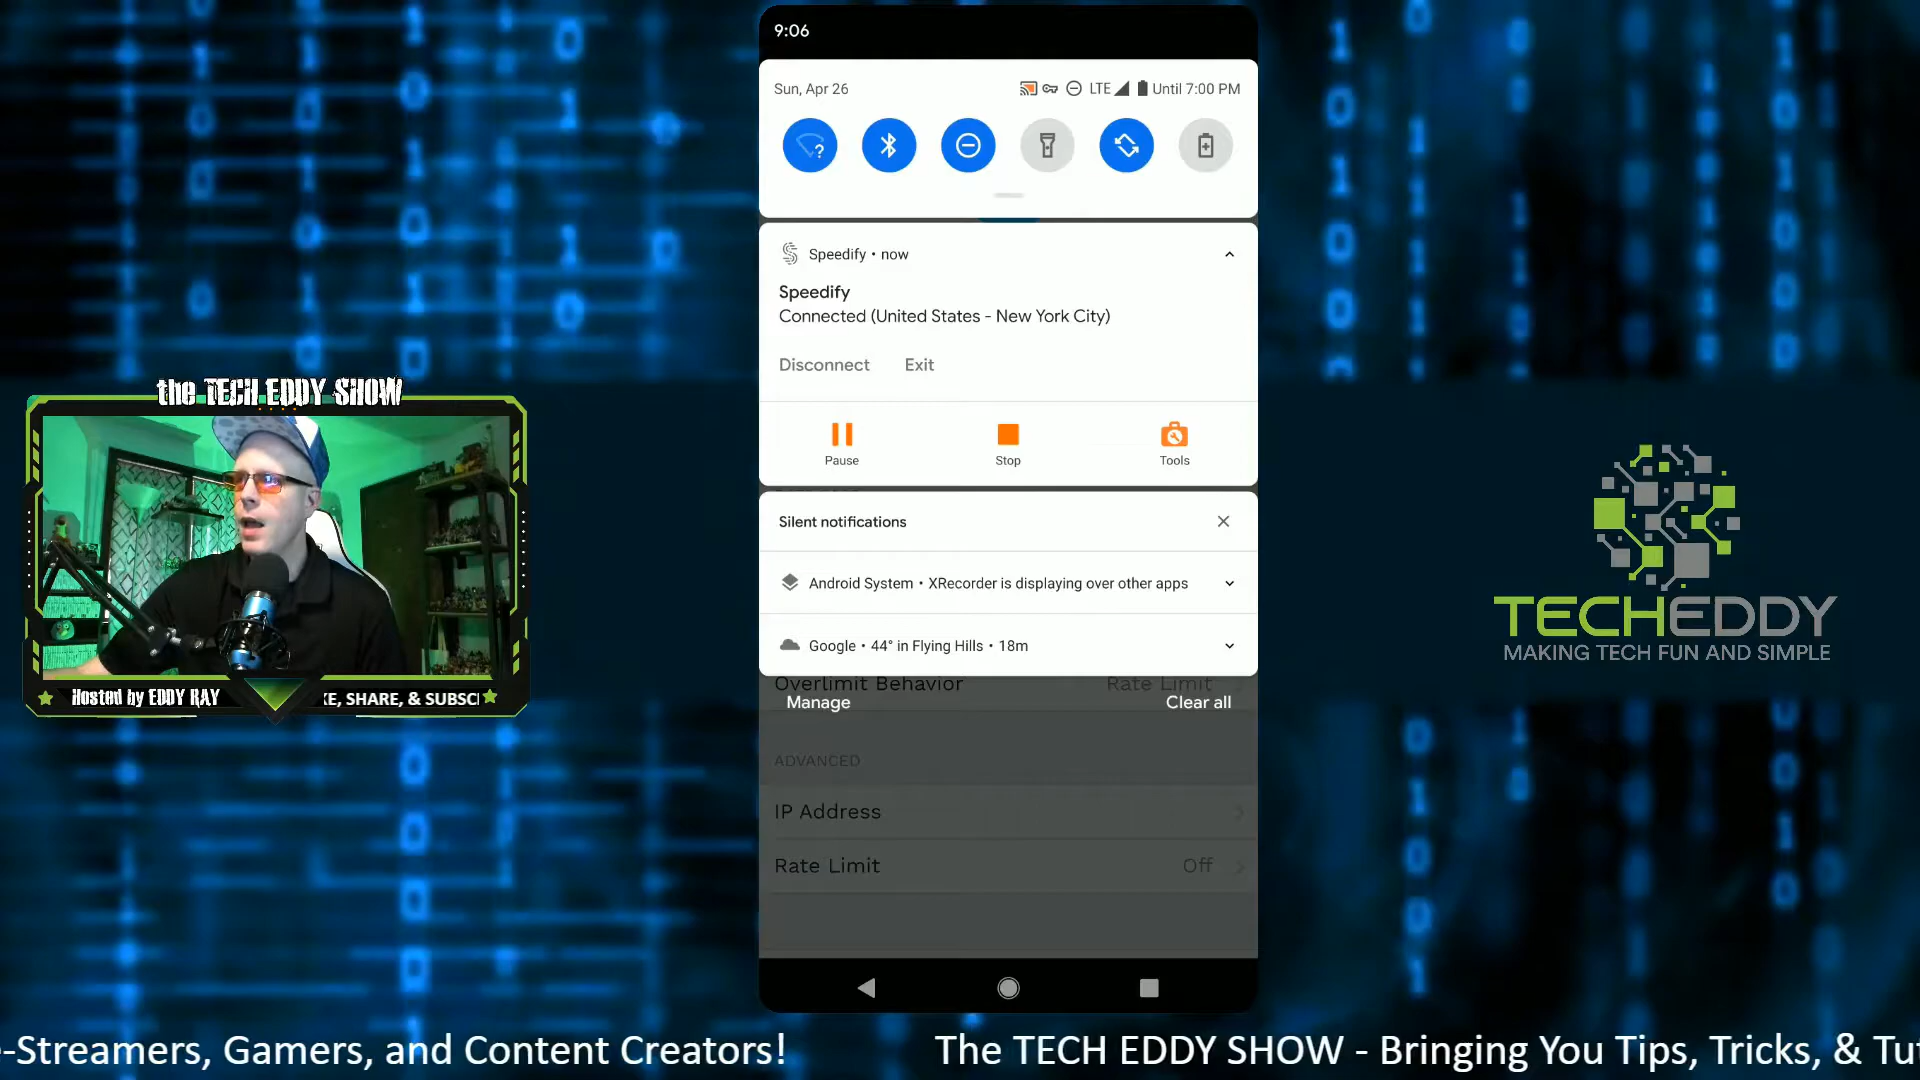 9:06
Sun, Apr 26
LTE
Until 7:00 PM
Speedify • now
Speedify
Connected (United States - New York City)
Disconnect
Exit
Pause
Stop
Tools
Silent notifications
Android System • XRecorder is displaying over other apps
Google • 44° in Flying Hills • 18m
Overlimit Behavior
Rate Limit
Manage
Clear all
ADVANCED
IP Address
Rate Limit
Off
the TECH EDDY SHOW
Hosted by EDDY RAY
KE, SHARE, & SUBSC
TECHEDDY
MAKING TECH FUN AND SIMPLE
e-Streamers, Gamers, and Content Creators!
The TECH EDDY SHOW - Bringing You Tips, Tricks, & Tut